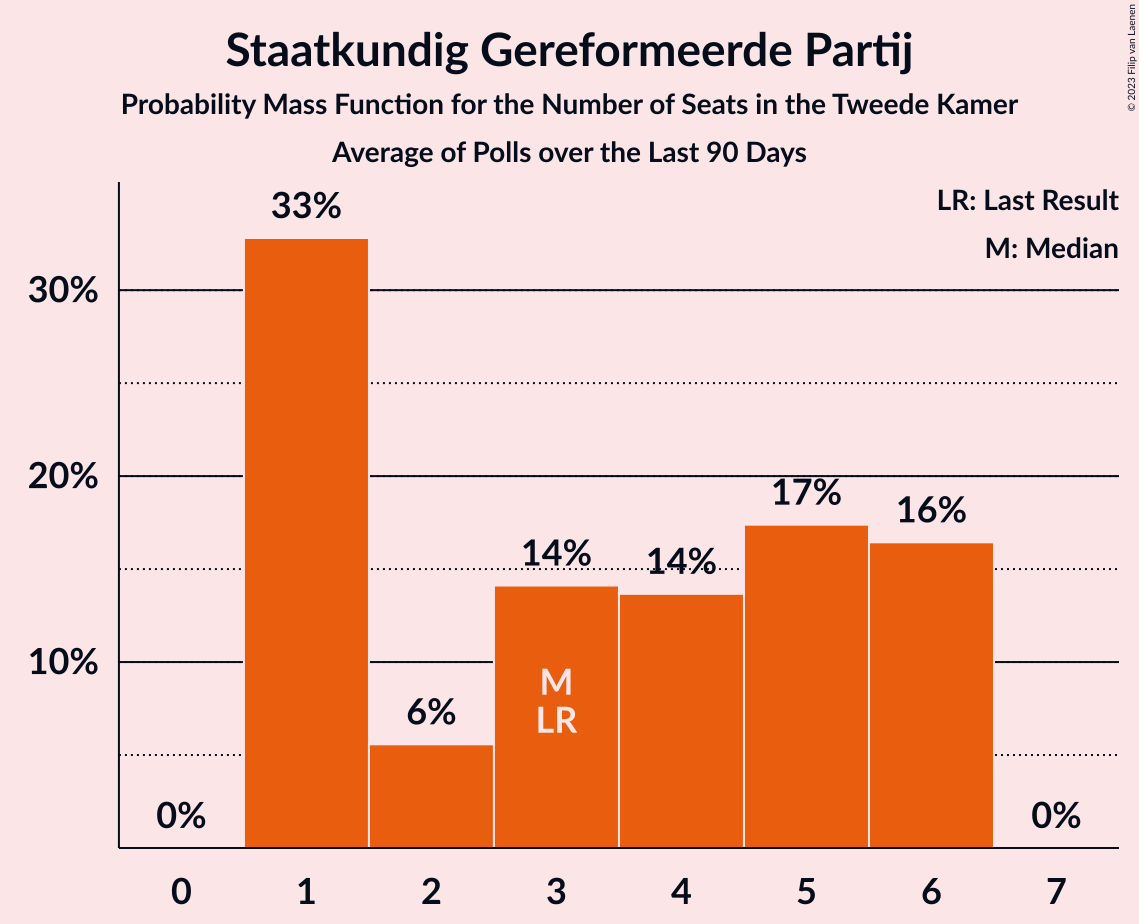 Staatkundig Gereformeerde Partij
Probability Mass Function for the Number of Seats in the Tweede Kamer
Average of Polls over the Last 90 Days
© 2023 Filip van Laenen
LR: Last Result
M: Median
30%
20%
10%
0%
33%
6%
14%
14%
17%
16%
0%
M
LR
0 1 2 3 4 5 6 7